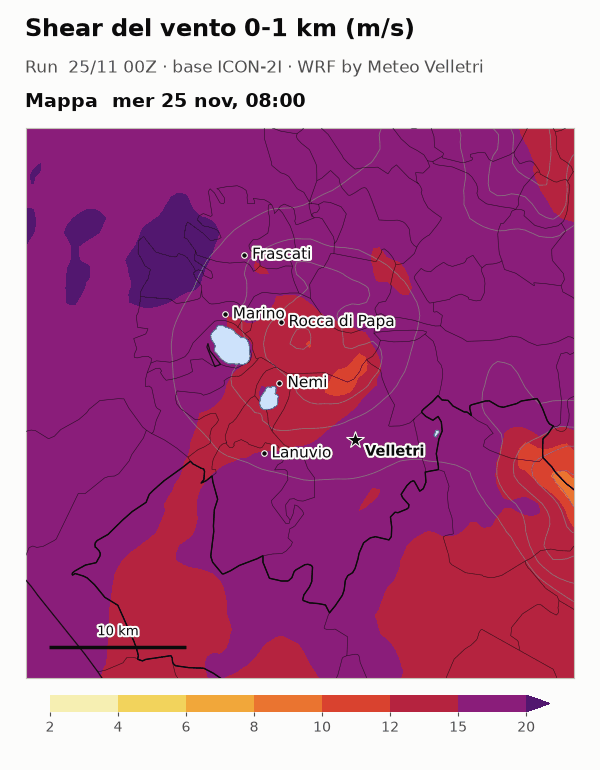 Shear del vento 0-1 km (m/s)
Run  25/11 00Z · base ICON-2I · WRF by Meteo Velletri
Mappa  mer 25 nov, 08:00
Frascati
Marino
Rocca di Papa
Nemi
Velletri
Lanuvio
10 km
2 4 6 8 10 12 15 20